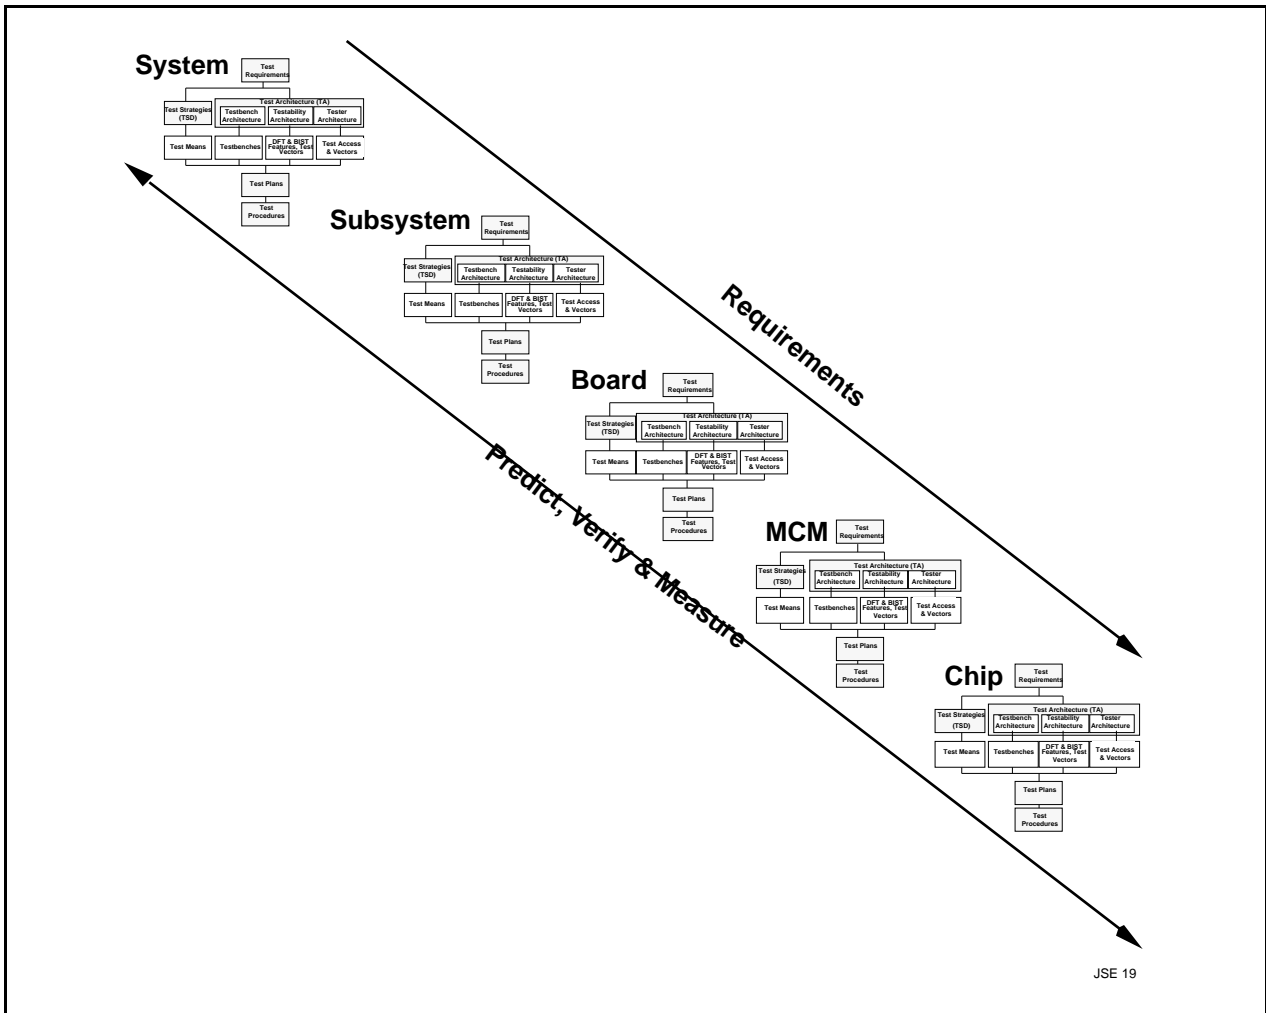 System
Test
Requirements
Test Architecture (TA)
Test Strategies
(TSD)
Testbench
Architecture
Testability
Architecture
Tester
Architecture
Test Means
Testbenches
DFT & BIST
Features, Test
Vectors
Test Access
& Vectors
Test Plans
Test
Procedures
Subsystem
Test
Requirements
Test Architecture (TA)
Test Strategies
(TSD)
Testbench
Architecture
Testability
Architecture
Tester
Architecture
Test Means
Testbenches
DFT & BIST
Features, Test
Vectors
Test Access
& Vectors
Test Plans
Test
Procedures
Requirements
Board
Test
Requirements
Test Architecture (TA)
Test Strategies
(TSD)
Testbench
Architecture
Testability
Architecture
Tester
Architecture
Test Means
Testbenches
DFT & BIST
Features, Test
Vectors
Test Access
& Vectors
Test Plans
Test
Procedures
Predict, Verify & Measure
MCM
Test
Requirements
Test Architecture (TA)
Test Strategies
(TSD)
Testbench
Architecture
Testability
Architecture
Tester
Architecture
Test Means
Testbenches
DFT & BIST
Features, Test
Vectors
Test Access
& Vectors
Test Plans
Test
Procedures
Chip
Test
Requirements
Test Architecture (TA)
Test Strategies
(TSD)
Testbench
Architecture
Testability
Architecture
Tester
Architecture
Test Means
Testbenches
DFT & BIST
Features, Test
Vectors
Test Access
& Vectors
Test Plans
Test
Procedures
JSE 19